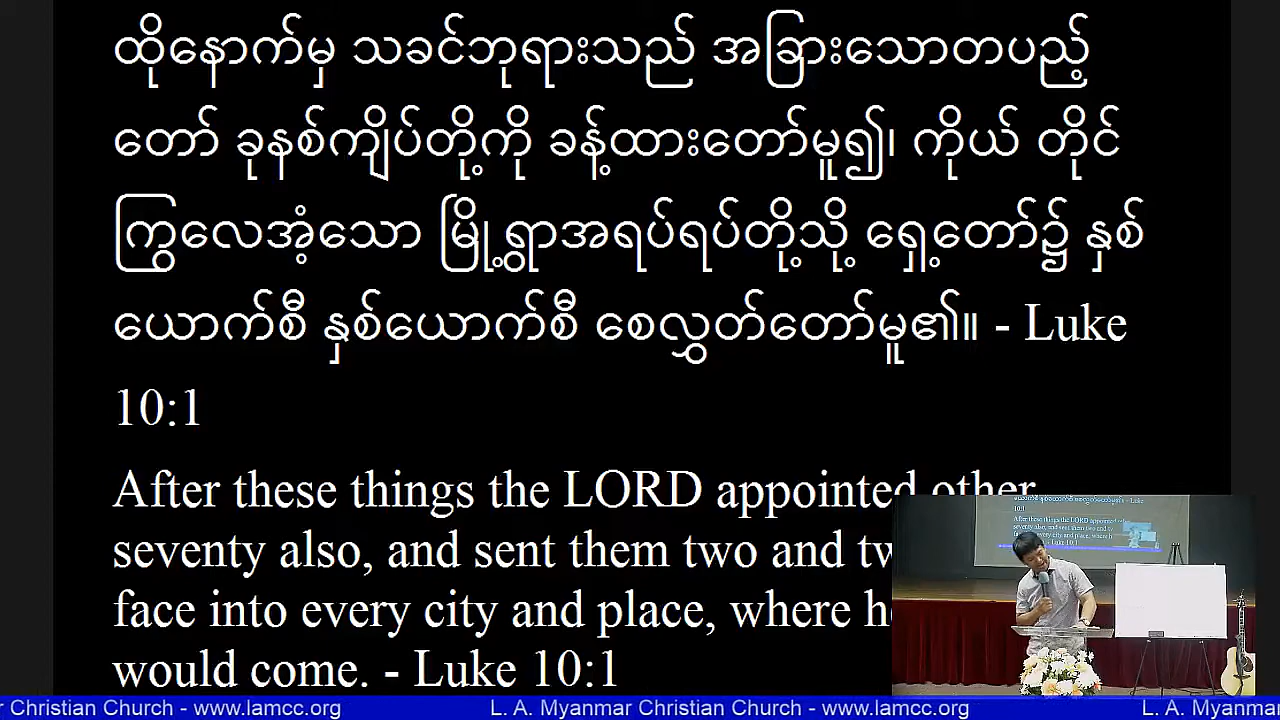 ထိုနောက်မှ သခင်ဘုရားသည် အခြားသောတပည့်
တော် ခုနစ်ကျိပ်တို့ကို ခန့်ထားတော်မူ၍၊ ကိုယ် တိုင်
ကြွလေအံ့သော မြို့ရွာအရပ်ရပ်တို့သို့ ရှေ့တော်၌ နှစ်
ယောက်စီ နှစ်ယောက်စီ စေလွှတ်တော်မူ၏။ - Luke
10:1
After these things the LORD appointed other
seventy also, and sent them two and
face into every city and place, where
would come. - Luke 10:1
Christian Church - www.lamcc.org L. A. Myanmar Christian Church - www.lamcc.org L. A. Myanmar